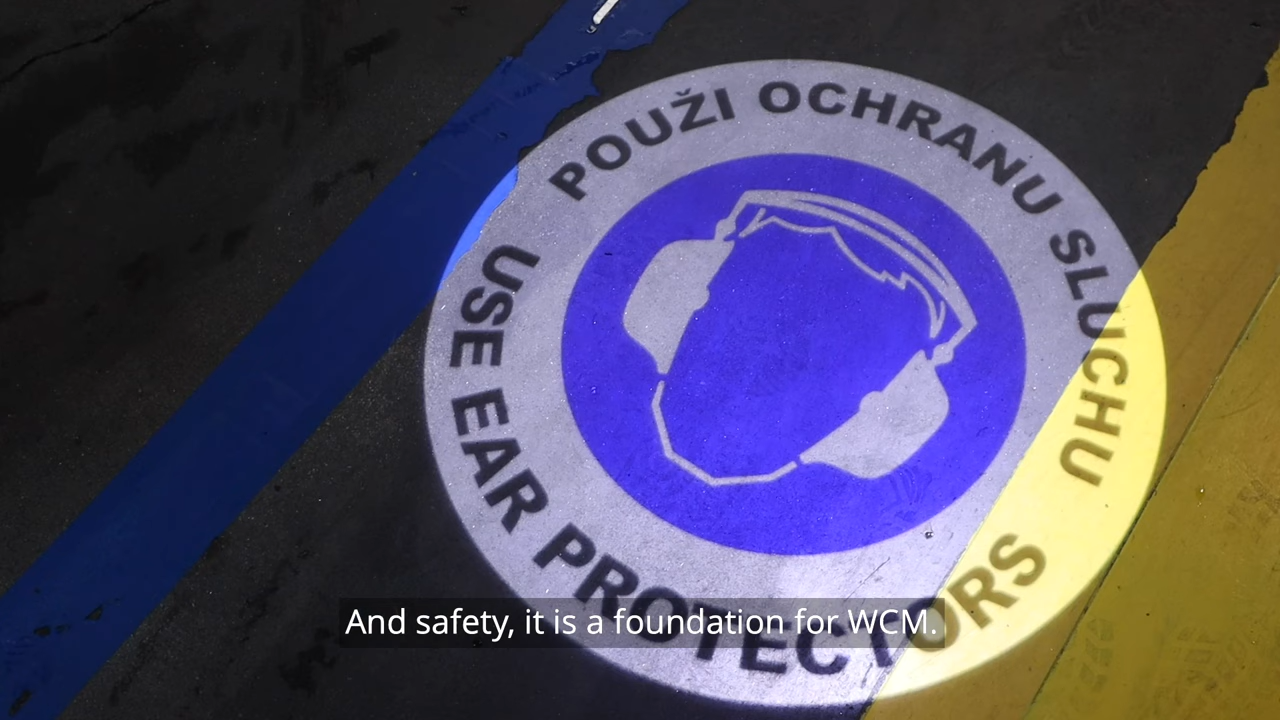 POUŽI OCHRANU SLUCHU
USE EAR PROTECTORS
And safety, it is a foundation for WCM.